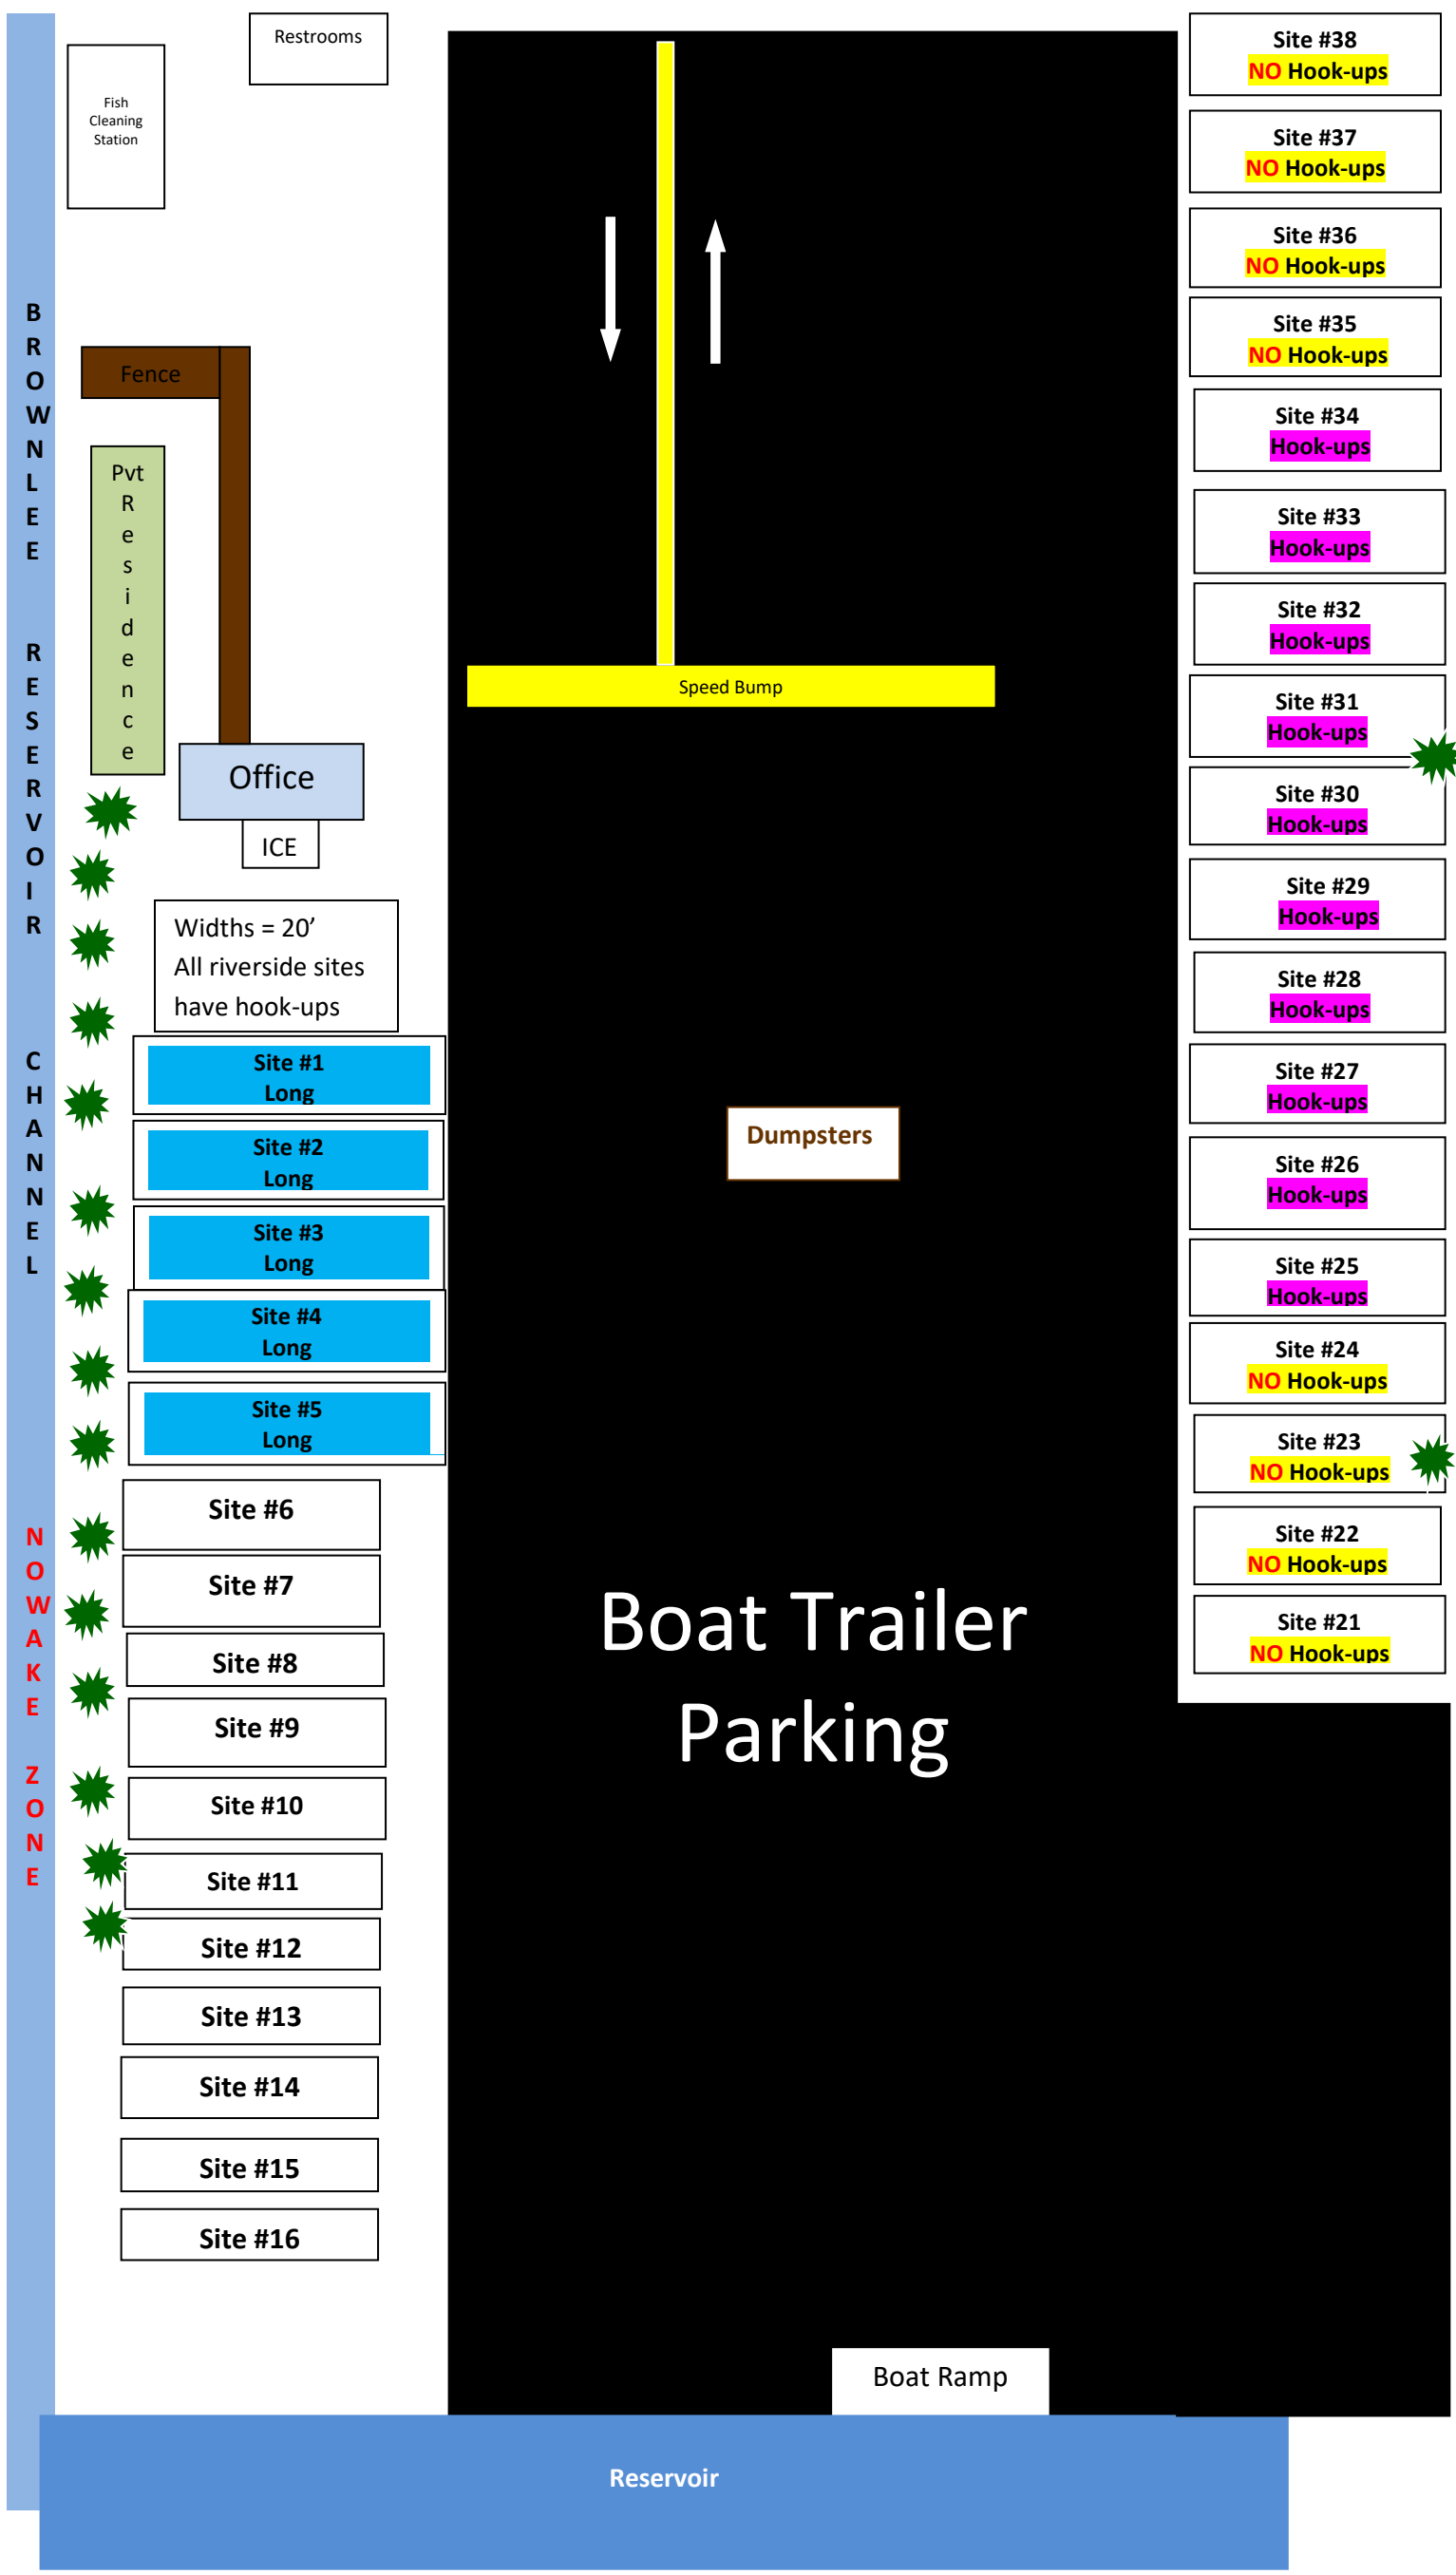 Restrooms
Fish
Cleaning
Station
BROWNLEE RESERVOIR CHANNEL
NOWAKE ZONE
Fence
Pvt
Residence
Office
ICE
Widths = 20’
All riverside sites
have hook-ups
Site #1
Long
Site #2
Long
Site #3
Long
Site #4
Long
Site #5
Long
Site #6
Site #7
Site #8
Site #9
Site #10
Site #11
Site #12
Site #13
Site #14
Site #15
Site #16
Speed Bump
Dumpsters
Boat Trailer
Parking
Boat Ramp
Reservoir
Site #38
NO Hook-ups
Site #37
NO Hook-ups
Site #36
NO Hook-ups
Site #35
NO Hook-ups
Site #34
Hook-ups
Site #33
Hook-ups
Site #32
Hook-ups
Site #31
Hook-ups
Site #30
Hook-ups
Site #29
Hook-ups
Site #28
Hook-ups
Site #27
Hook-ups
Site #26
Hook-ups
Site #25
Hook-ups
Site #24
NO Hook-ups
Site #23
NO Hook-ups
Site #22
NO Hook-ups
Site #21
NO Hook-ups